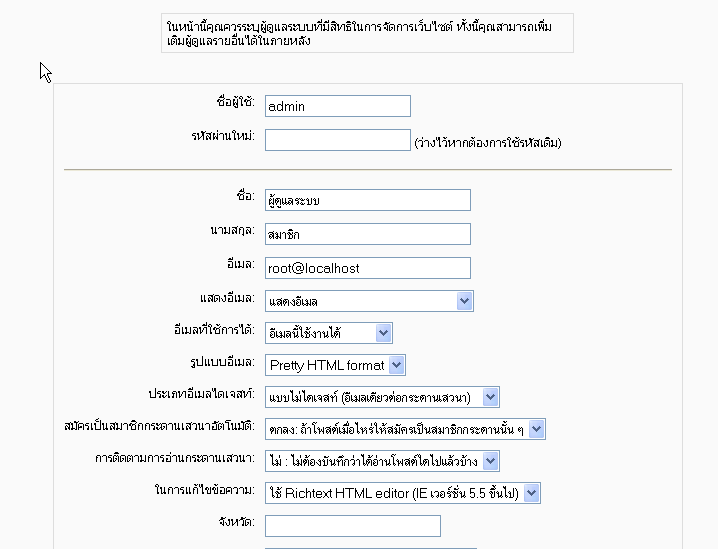 ในหน้านี้คุณควรระบุผู้ดูแลระบบที่มีสิทธิในการจัดการเว็บไซต์ ทั้งนี้คุณสามารถเพิ่ม
เติมผู้ดูแลรายอื่นได้ในภายหลัง
ชื่อผู้ใช้: admin
รหัสผ่านใหม่: (ว่างไว้หากต้องการใช้รหัสเดิม)
ชื่อ: ผู้ดูแลระบบ
นามสกุล: สมาชิก
อีเมล: root@localhost
แสดงอีเมล: แสดงอีเมล
อีเมลที่ใช้การได้: อีเมลนี้ใช้งานได้
รูปแบบอีเมล: Pretty HTML format
ประเภทอีเมลไดเจสท์: แบบไม่ไดเจสท์ (อีเมลเดียวต่อกระดานเสวนา)
สมัครเป็นสมาชิกกระดานเสวนาอัตโนมัติ: ตกลง: ถ้าโพสต์เมื่อไหร่ให้สมัครเป็นสมาชิกกระดานนั้น ๆ
การติดตามการอ่านกระดานเสวนา: ไม่ : ไม่ต้องบันทึกว่าได้อ่านโพสต์ใดไปแล้วบ้าง
ในการแก้ไขข้อความ: ใช้ Richtext HTML editor (IE เวอร์ชั่น 5.5 ขึ้นไป)
จังหวัด: